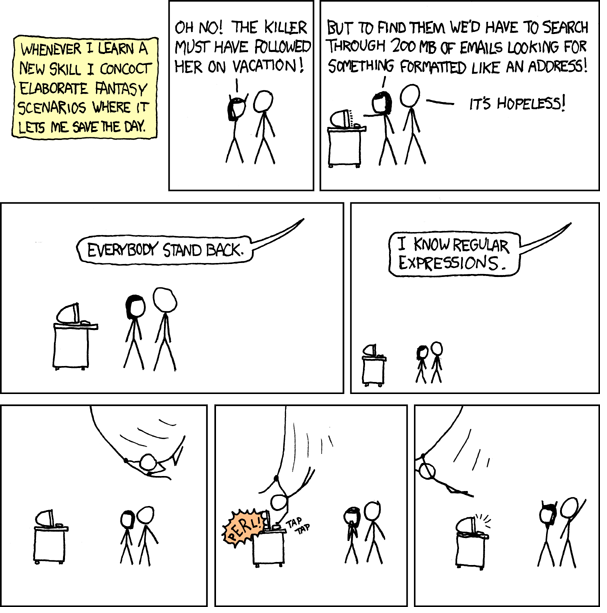 WHENEVER I LEARN A
NEW SKILL I CONCOCT
ELABORATE FANTASY
SCENARIOS WHERE IT
LETS ME SAVE THE DAY.
OH NO! THE KILLER
MUST HAVE FOLLOWED
HER ON VACATION!
BUT TO FIND THEM WE'D HAVE TO SEARCH
THROUGH 200 MB OF EMAILS LOOKING FOR
SOMETHING FORMATTED LIKE AN ADDRESS!
IT'S HOPELESS!
EVERYBODY STAND BACK.
I KNOW REGULAR
EXPRESSIONS.
PERL!
TAP
TAP